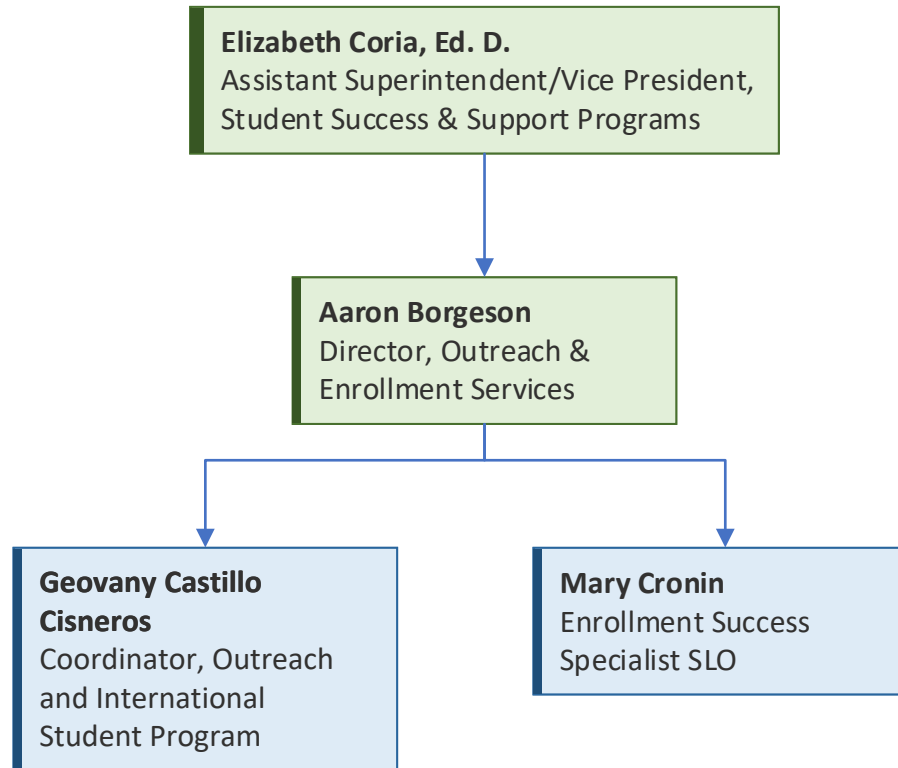 Elizabeth Coria, Ed. D.
Assistant Superintendent/Vice President,
Student Success & Support Programs
Aaron Borgeson
Director, Outreach &
Enrollment Services
Geovany Castillo
Cisneros
Coordinator, Outreach
and International
Student Program
Mary Cronin
Enrollment Success
Specialist SLO